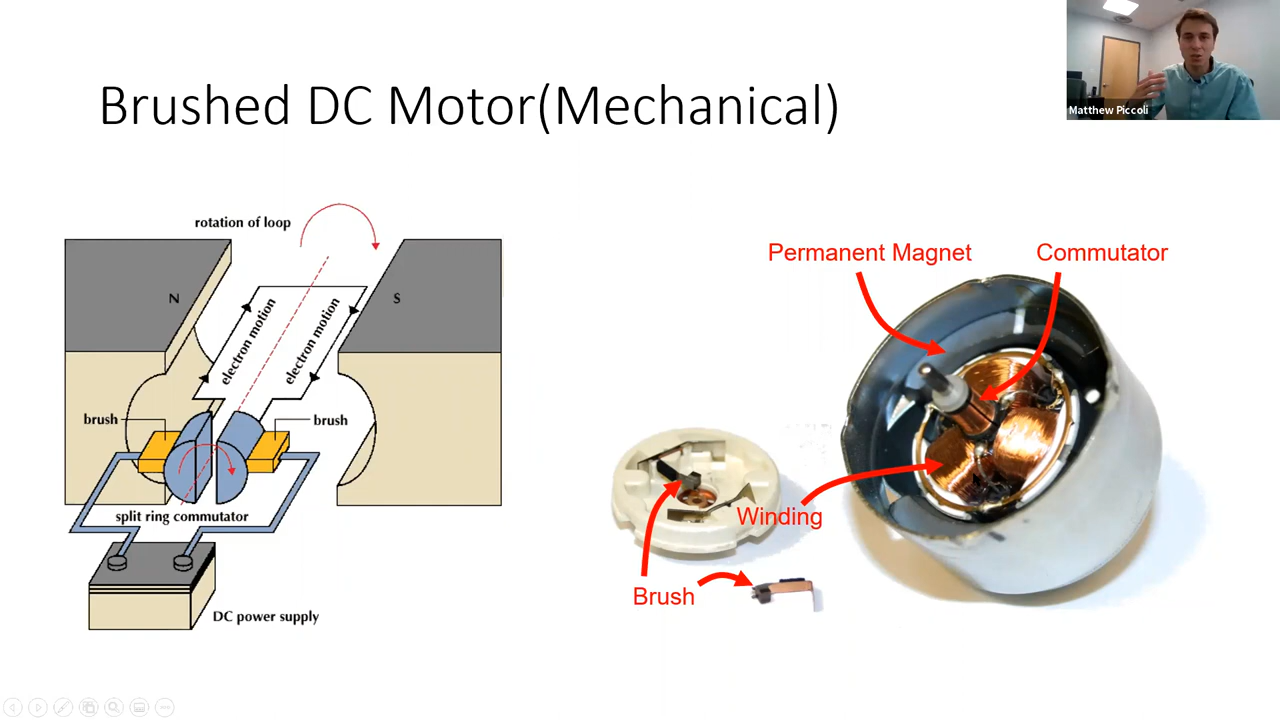 Matthew Piccoli
Brushed DC Motor(Mechanical)
rotation of loop
N
S
electron motion
electron motion
brush
brush
split ring commutator
DC power supply
Permanent Magnet
Commutator
Winding
Brush